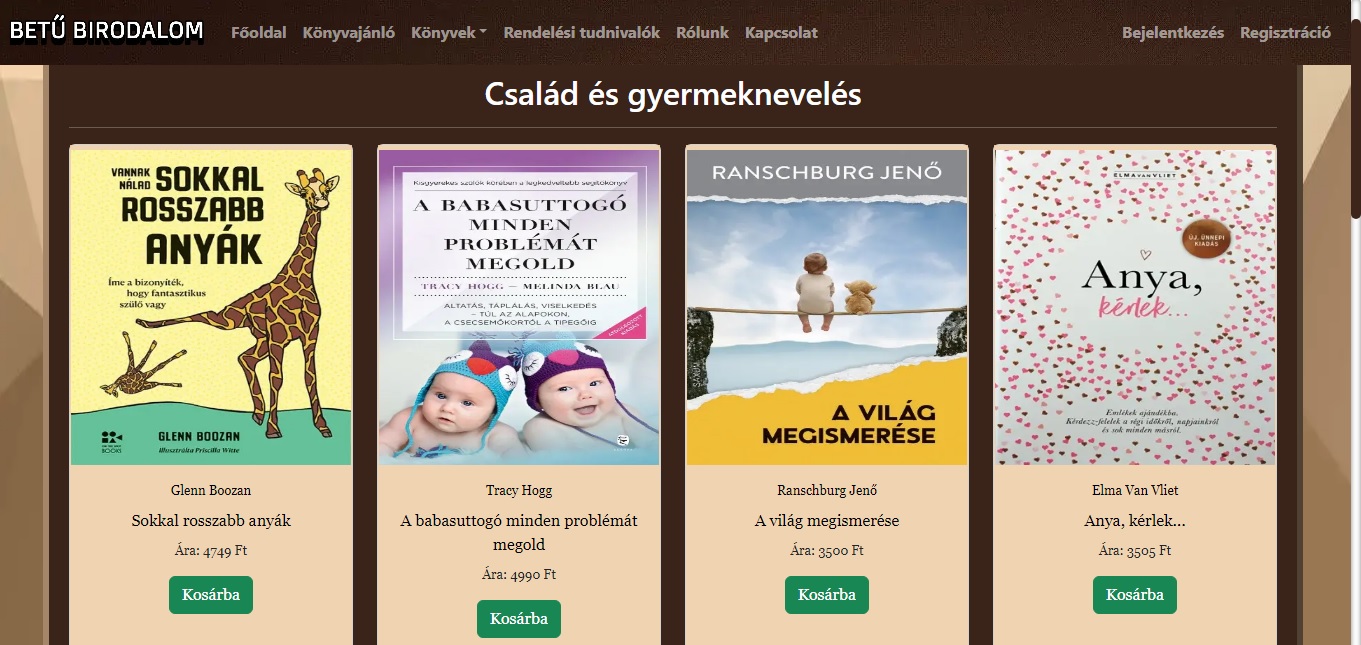 BETŰ BIRODALOM
Főoldal Könyvajánló Könyvek Rendelési tudnivalók Rólunk Kapcsolat
Bejelentkezés Regisztráció
Család és gyermeknevelés
VANNAK NÁLAD SOKKAL
ROSSZABB
ANYÁK
Íme a bizonyíték,
hogy fantasztikus
szülő vagy
GLENN BOOZAN
Illusztrálta Priscilla Witte
BOOKS
Kisgyerekes szülők körében a legkedveltebb segítőkönyv
A BABASUTTOGÓ
MINDEN
PROBLÉMÁT
MEGOLD
TRACY HOGG — MELINDA BLAU
ALTATÁS, TÁPLÁLÁS, VISELKEDÉS
– TÚL AZ ALAPOKON,
A CSECSEMŐKORTÓL A TIPEGŐIG
RANSCHBURG JENŐ
A VILÁG
MEGISMERÉSE
ELMA VAN VLIET
ÚJ, ÜNNEPI
KIADÁS
Anya,
kérlek...
Emlékek ajándékba.
Kérdezz-felelek a régi időkről, napjainkról
és sok minden másról.
Glenn Boozan
Sokkal rosszabb anyák
Ára: 4749 Ft
Kosárba
Tracy Hogg
A babasuttogó minden problémát
megold
Ára: 4990 Ft
Kosárba
Ranschburg Jenő
A világ megismerése
Ára: 3500 Ft
Kosárba
Elma Van Vliet
Anya, kérlek...
Ára: 3505 Ft
Kosárba